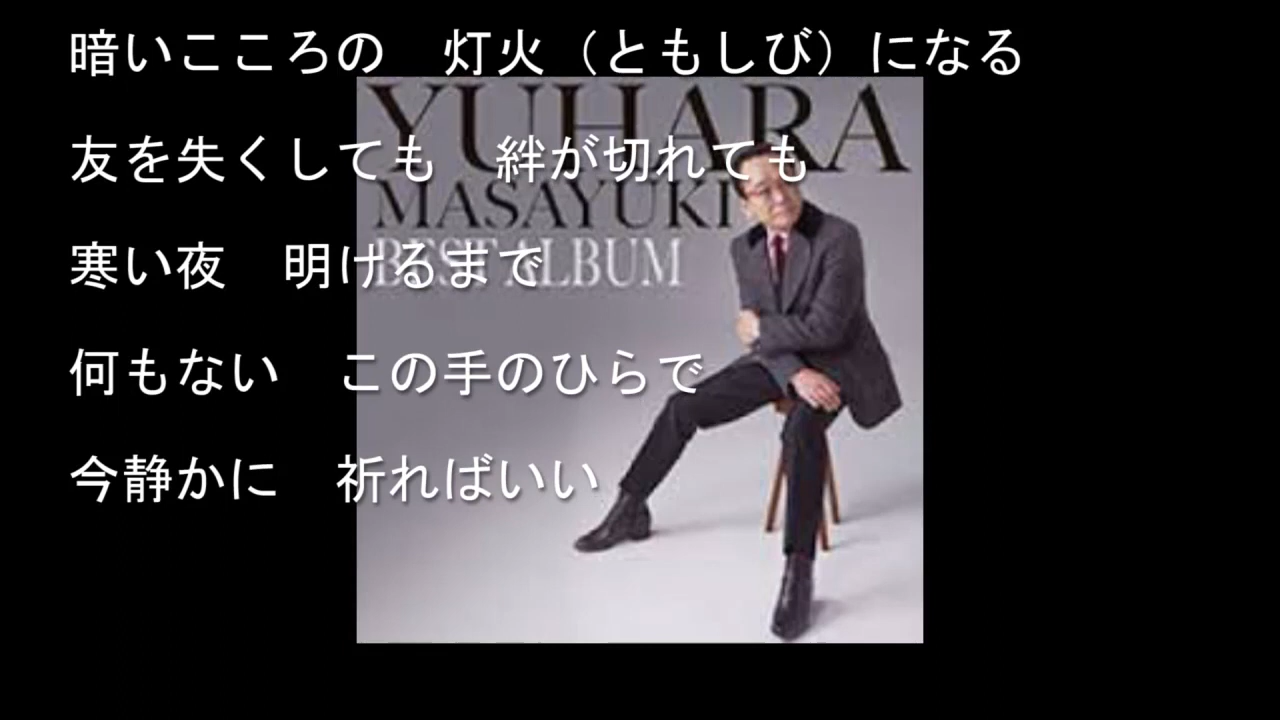 暗いこころの　灯火（ともしび）になる
YUHARA
友を失くしても　絆が切れても
MASAYUKI
寒い夜　明けるまで
BEST ALBUM
何もない　この手のひらで
今静かに　祈ればいい